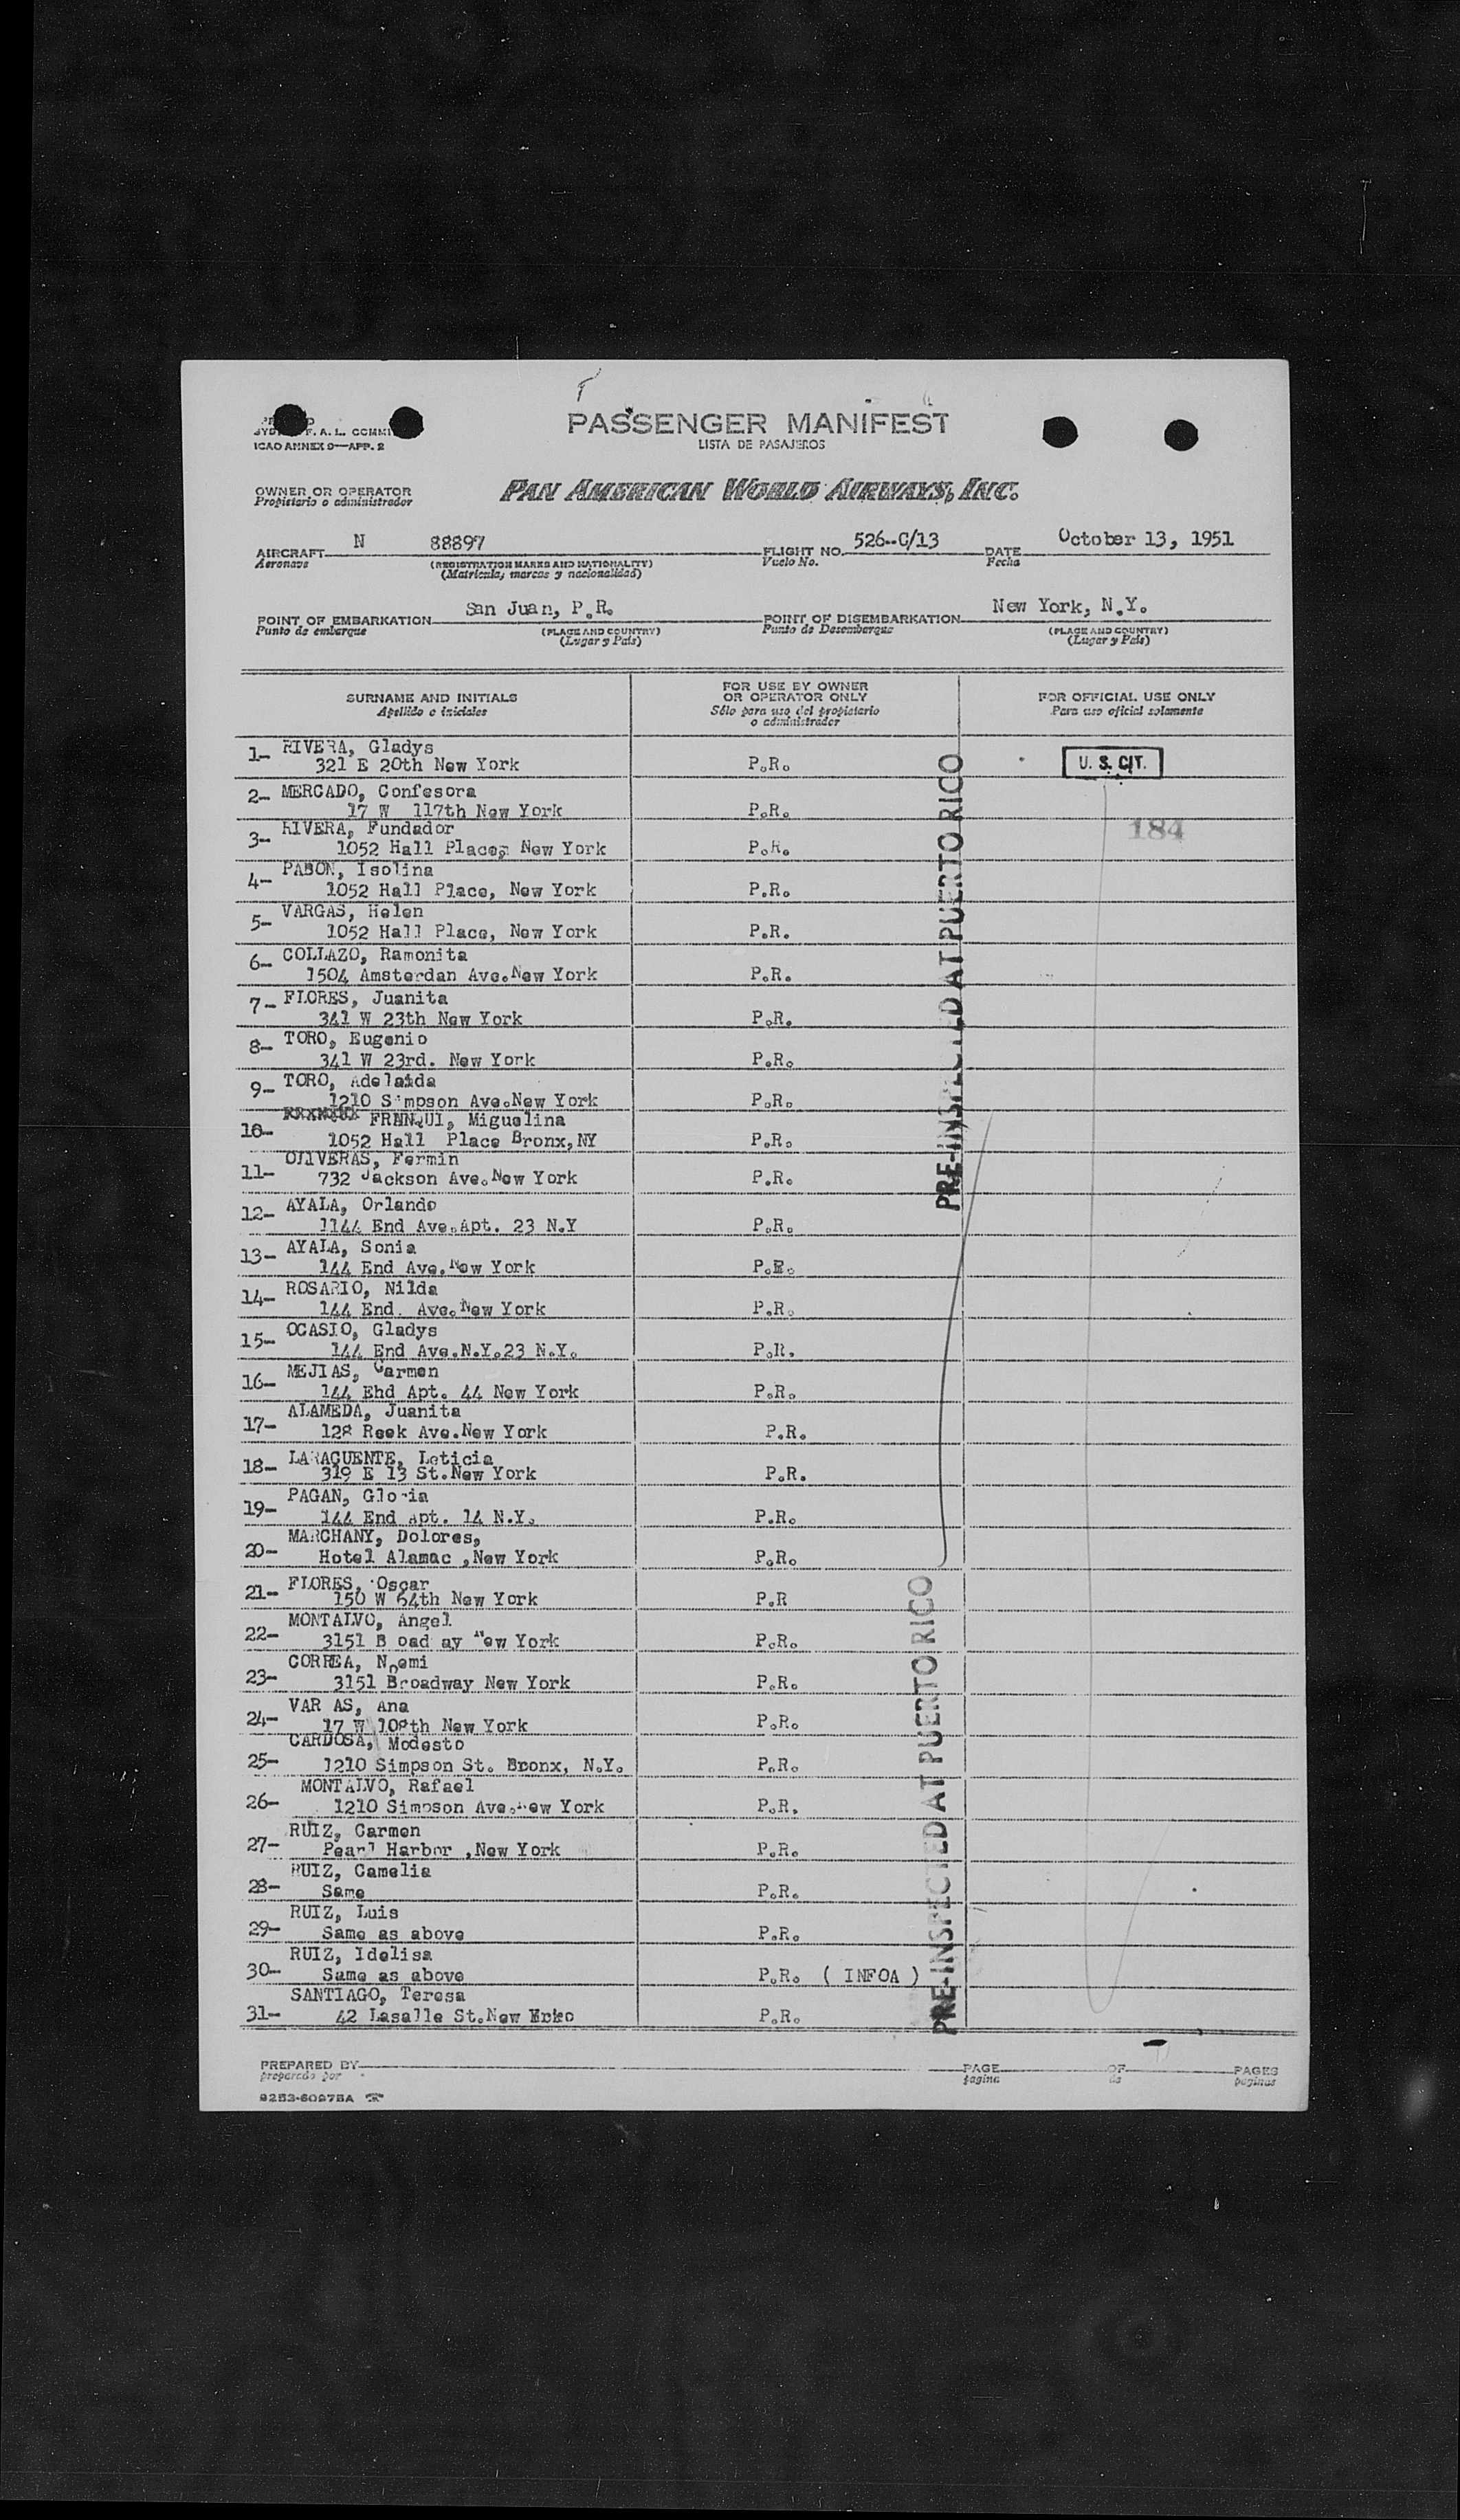 PASSENGER MANIFEST
LISTA DE PASAJEROS
F. A. L. COMMI
ICAO ANNEX 9—APP. 2
OWNER OR OPERATOR
Propietario o administrador
PAN AMERICAN WORLD AIRWAYS, INC.
AIRCRAFT N 88897 FLIGHT NO. 526-C/13 DATE October 13, 1951
Aeronave (REGISTRATION MARKS AND NATIONALITY) Vuelo No. Fecha
(Matricula, marcas y nacionalidad)
POINT OF EMBARKATION San Juan, P.R. POINT OF DISEMBARKATION New York, N.Y.
Punto de embarque (PLACE AND COUNTRY) Punto de Desembarque (PLACE AND COUNTRY)
(Lugar y País) (Lugar y País)
SURNAME AND INITIALS
Apellido e iniciales
FOR USE BY OWNER
OR OPERATOR ONLY
Sólo para uso del propietario
o administrador
FOR OFFICIAL USE ONLY
Para uso oficial solamente
1- RIVERA, Gladys
321 E 20th New York P.R. U. S. CIT.
2- MERCADO, Confesora
17 W 117th New York P.R.
3- RIVERA, Fundador 184
1052 Hall Place, New York P.R.
4- PABON, Isolina
1052 Hall Place, New York P.R.
5- VARGAS, Helen
1052 Hall Place, New York P.R.
6- COLLAZO, Ramonita
1504 Amsterdan Ave.New York P.R.
7- FLORES, Juanita
341 W 23th New York P.R.
8- TORO, Eugenio
341 W 23rd. New York P.R.
9- TORO, Adelaida
1210 Simpson Ave.New York P.R.
10- FRNNQUI, Miguelina
1052 Hall Place Bronx,NY P.R.
11- OLIVERAS, Fermin
732 Jackson Ave.New York P.R.
12- AYALA, Orlando
1144 End Ave.Apt. 23 N.Y P.R.
13- AYALA, Sonia
144 End Ave.New York P.R.
14- ROSARIO, Nilda
144 End. Ave.New York P.R.
15- OCASIO, Gladys
144 End Ave.N.Y.23 N.Y. P.R.
16- MEJIAS, Carmen
144 Ehd Apt. 44 New York P.R.
17- ALAMEDA, Juanita
128 Reek Ave.New York P.R.
18- LARACUENTE, Leticia
319 E 13 St.New York P.R.
19- PAGAN, Gloria
144 End Apt. 14 N.Y. P.R.
20- MARCHANY, Dolores,
Hotel Alamac ,New York P.R.
21- FLORES, Oscar
150 W 64th New York P.R
22- MONTALVO, Angel
3151 B oad ay New York P.R.
23- CORREA, Noemi
3151 Broadway New York P.R.
24- VAR AS, Ana
17 W 108th New York P.R.
25- CARDOSA, Modesto
1210 Simpson St. Bronx, N.Y. P.R.
26- MONTALVO, Rafael
1210 Simpson Ave.New York P.R.
27- RUIZ, Carmen
Pearl Harbor ,New York P.R.
28- RUIZ, Camelia
Same P.R.
29- RUIZ, Luis
Same as above P.R.
30- RUIZ, Idelisa
Same as above P.R. ( INFOA )
31- SANTIAGO, Teresa
42 Lasalle St.New P.R.
PRE-INSPECTED AT PUERTO RICO
PRE-INSPECTED AT PUERTO RICO
PREPARED BY PAGE OF PAGES
preparado por pagina de paginas
9253-60975A